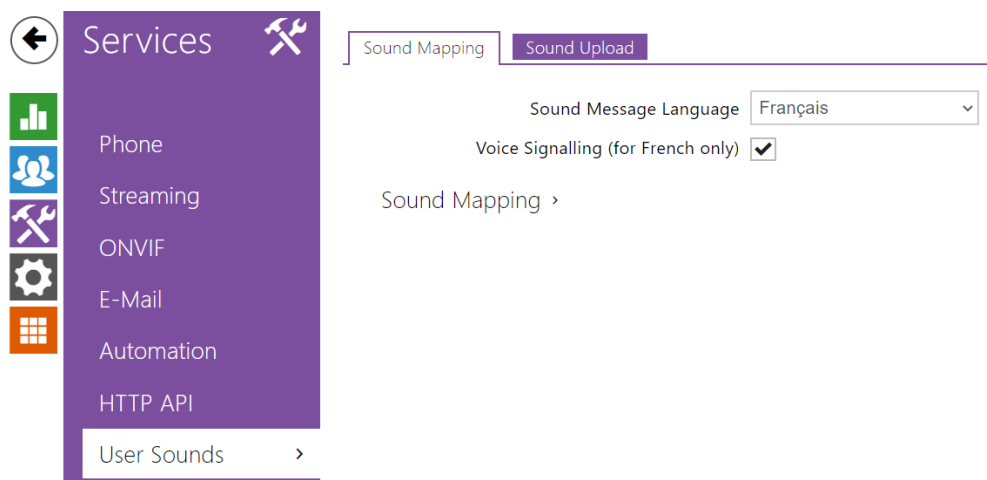 Services
Phone
Streaming
ONVIF
E-Mail
Automation
HTTP API
User Sounds
Sound Mapping
Sound Upload
Sound Message Language Français
Voice Signalling (for French only)
Sound Mapping